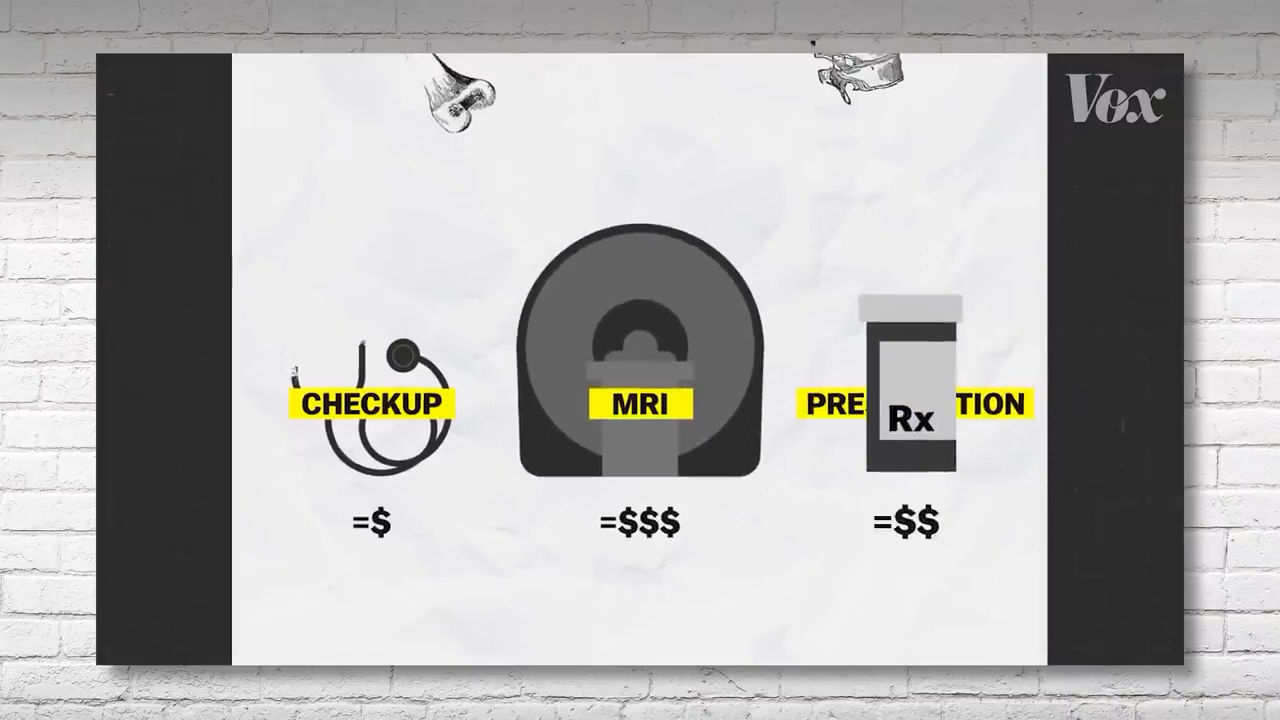 Vox
CHECKUP
MRI
PRE
TION
Rx
=$
=$$$
=$$